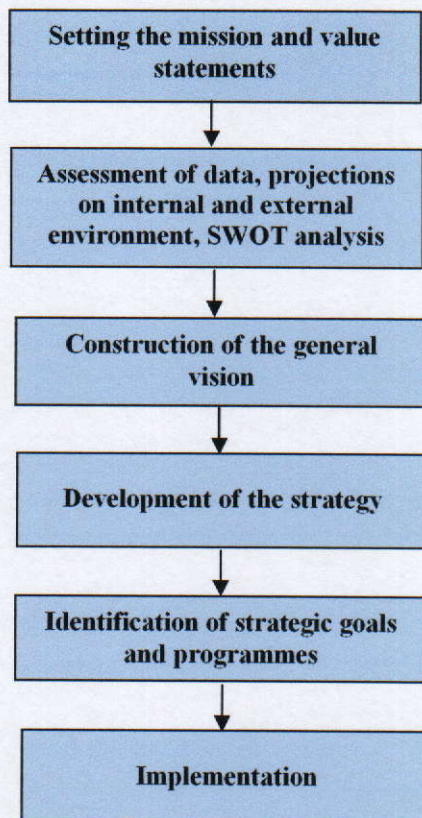 Setting the mission and value
statements
Assessment of data, projections
on internal and external
environment, SWOT analysis
Construction of the general
vision
Development of the strategy
Identification of strategic goals
and programmes
Implementation